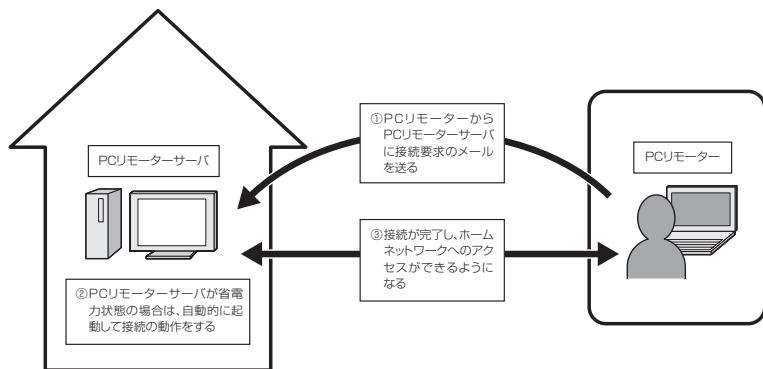 ①PCリモーターから
PCリモーターサーバ
に接続要求のメール
を送る
PCリモーターサーバ
PCリモーター
③接続が完了し、ホーム
ネットワークへのアク
セスができるように
なる
②PCリモーターサーバが省電
力状態の場合は、自動的に起
動して接続の動作をする